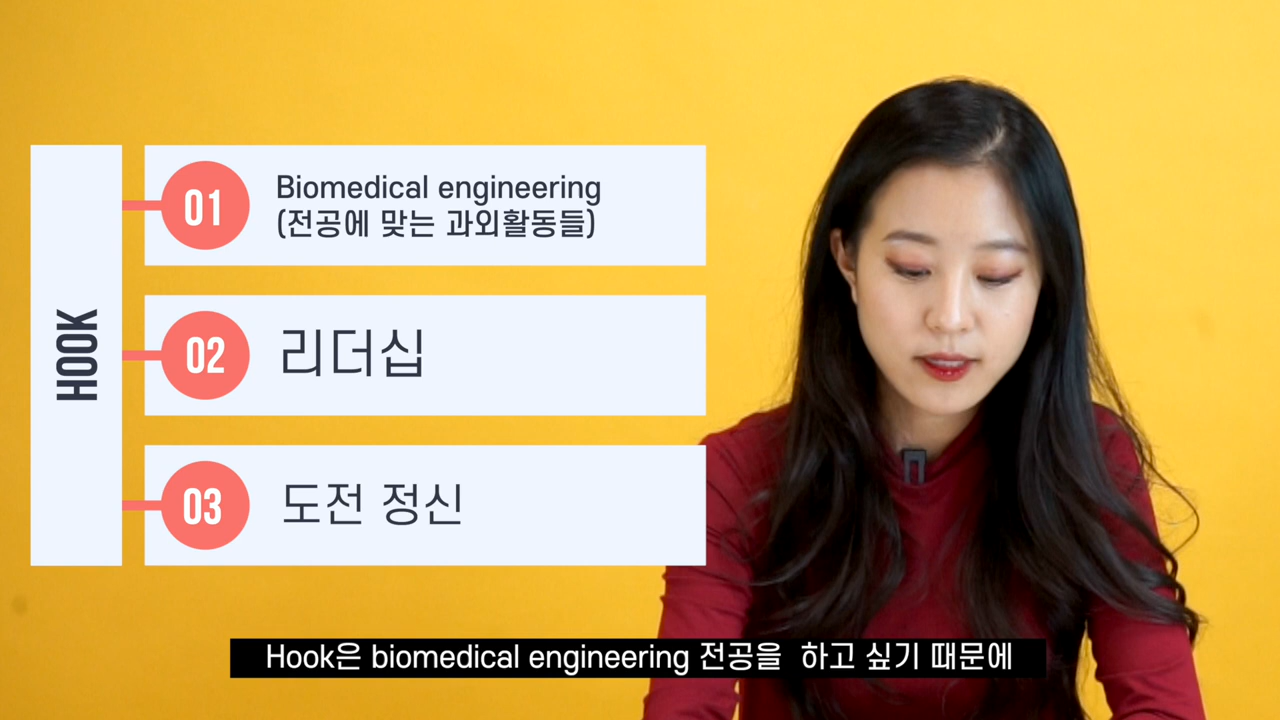 HOOK
01
Biomedical engineering
(전공에 맞는 과외활동들)
02
리더십
03
도전 정신
Hook은 biomedical engineering 전공을 하고 싶기 때문에